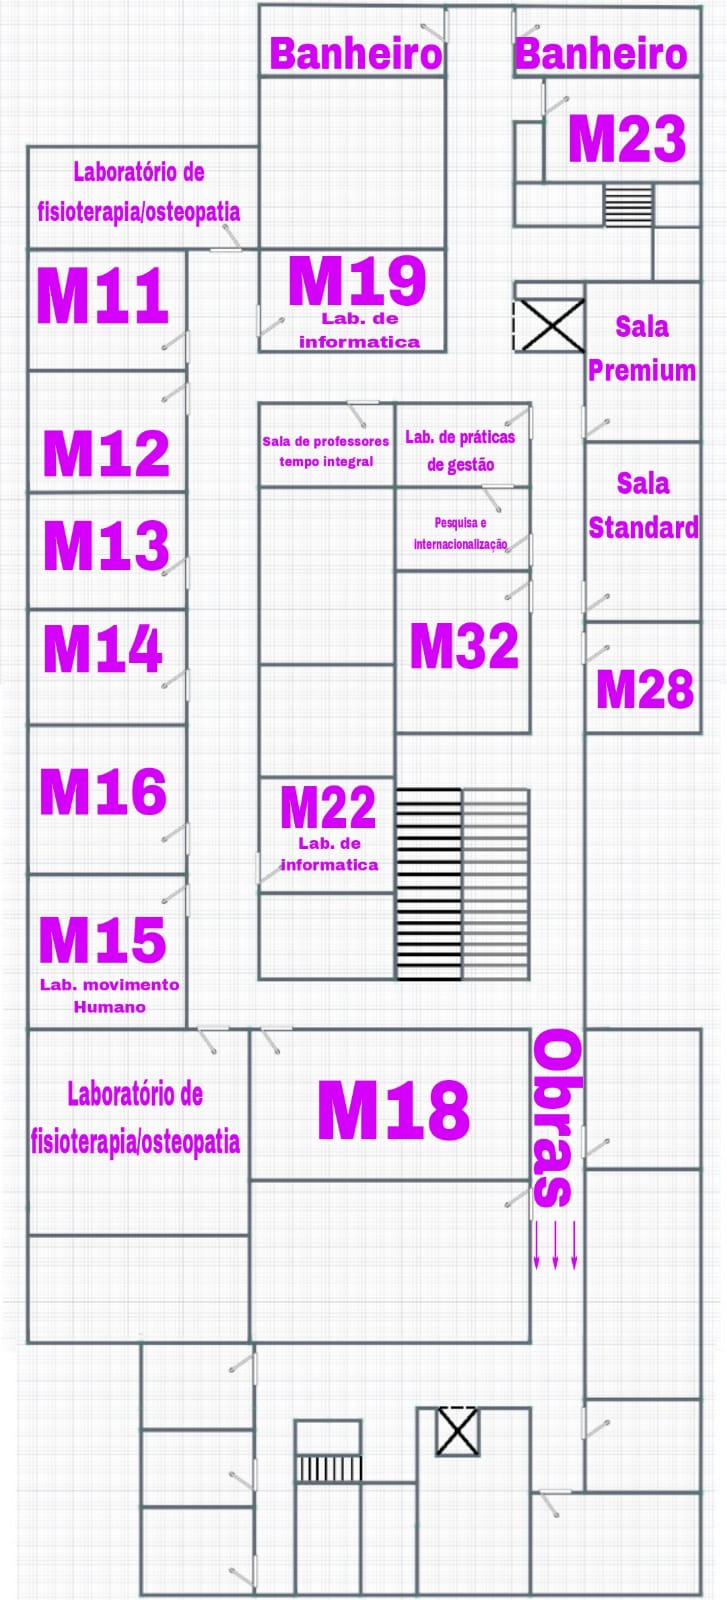 Banheiro
Banheiro
M23
Laboratório de
fisioterapia/osteopatia
M11
M19
Lab. de
informatica
Sala
Premium
M12
Sala de professores
tempo integral
Lab. de práticas
de gestão
Sala
Standard
M13
Pesquisa e
internacionalização
M14
M32
M28
M16
M22
Lab. de
informatica
M15
Lab. movimento
Humano
Laboratório de
fisioterapia/osteopatia
M18
Obras